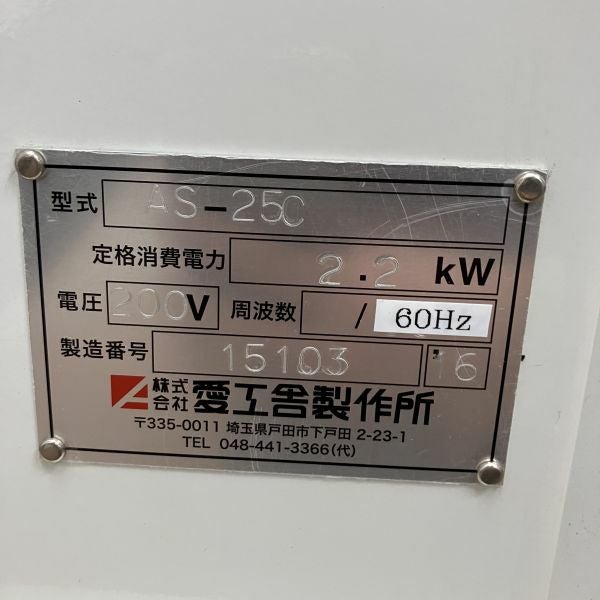 型式 AS-25C
定格消費電力 2.2 kW
電圧 200V 周波数 / 60Hz
製造番号 15103 '16
株式会社 愛工舎製作所
〒335-0011 埼玉県戸田市下戸田 2-23-1
TEL 048-441-3366(代)